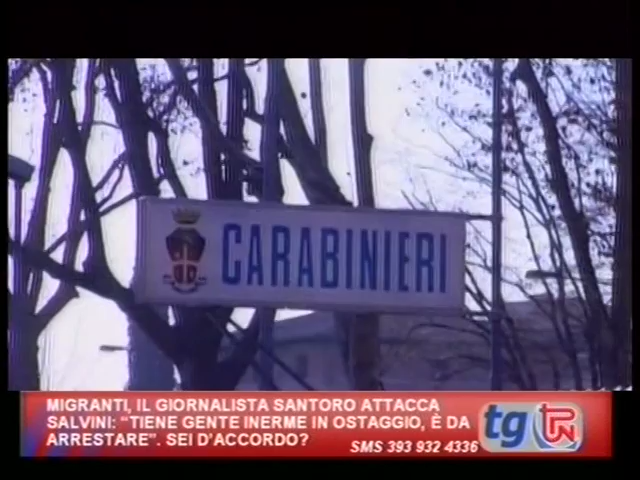 CARABINIERI
MIGRANTI, IL GIORNALISTA SANTORO ATTACCA
SALVINI: “TIENE GENTE INERME IN OSTAGGIO, È DA
ARRESTARE”. SEI D’ACCORDO?
SMS 393 932 4336
tg TPN